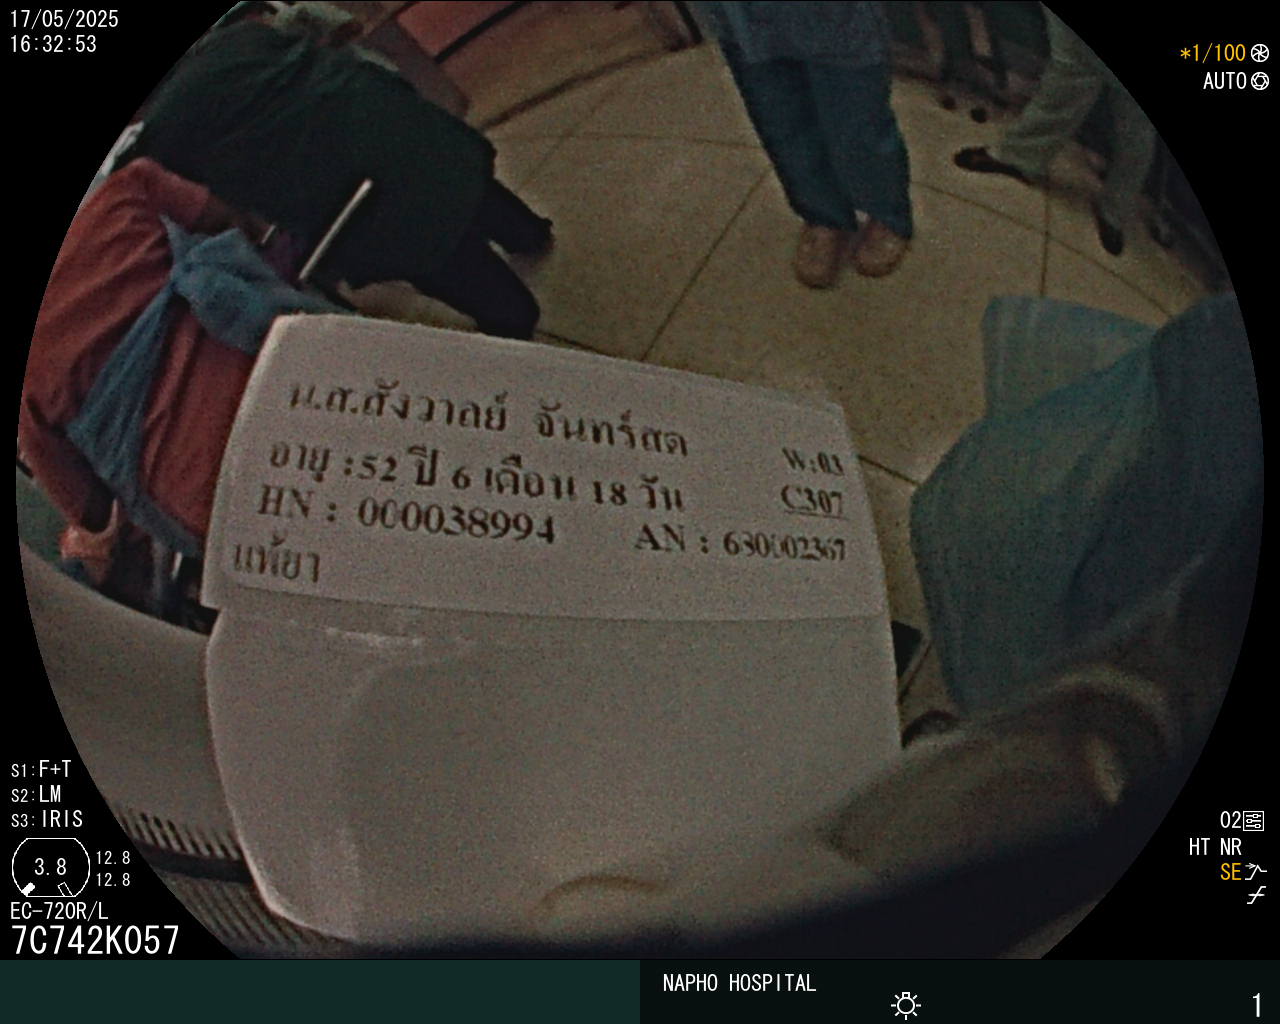 17/05/2025
16:32:53
*1/100
AUTO
น.ส.สังวาลย์ จันทร์สด
W:03
อายุ :52 ปี 6 เดือน 18 วัน
C307
HN : 000038994
AN : 630002367
แพ้ยา
S1:F+T
S2:LM
S3:IRIS
3.8
12.8
12.8
EC-720R/L
7C742K057
02
HT NR
SE
NAPHO HOSPITAL
1